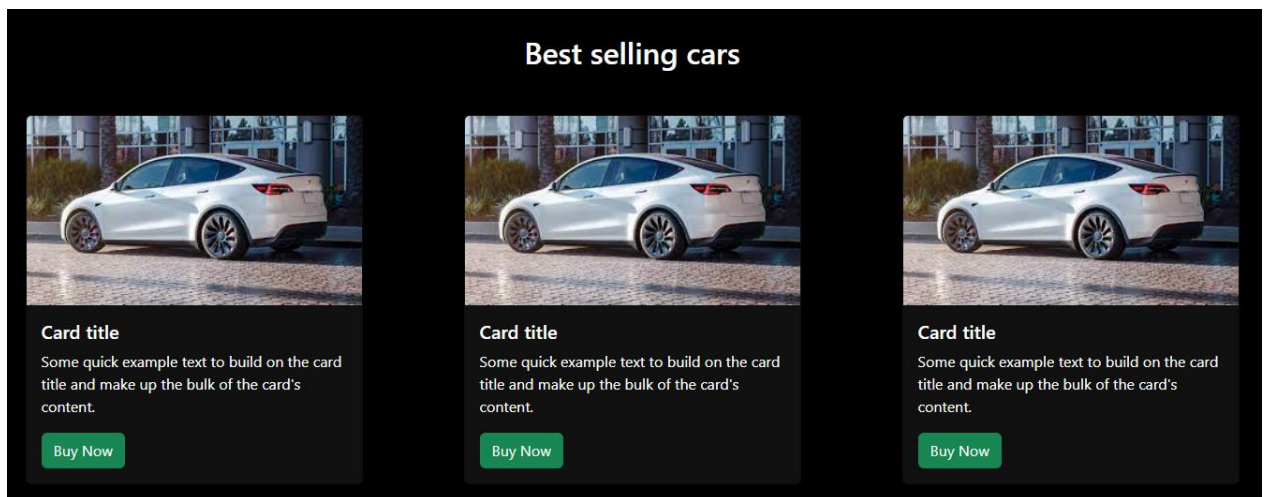 Best selling cars
Card title
Some quick example text to build on the card
title and make up the bulk of the card's
content.
Buy Now
Card title
Some quick example text to build on the card
title and make up the bulk of the card's
content.
Buy Now
Card title
Some quick example text to build on the card
title and make up the bulk of the card's
content.
Buy Now